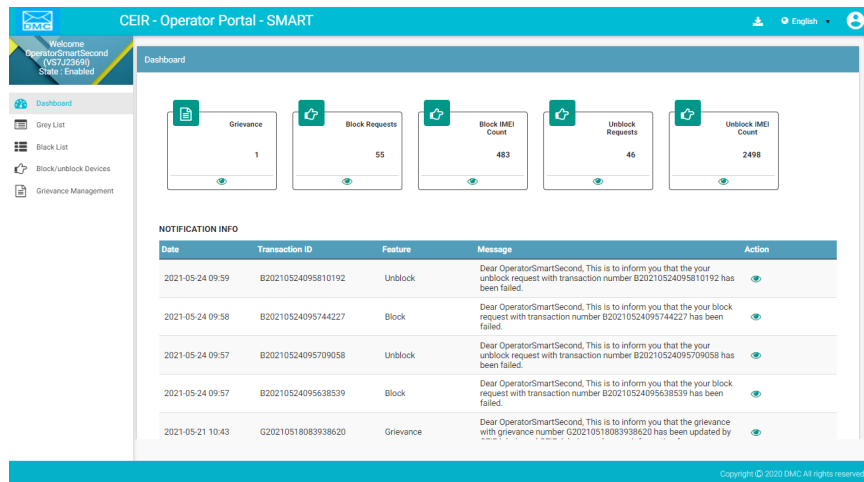 DMC
CEIR - Operator Portal - SMART
English
Welcome
OperatorSmartSecond
(VS7J2369I)
State : Enabled
Dashboard
Grey List
Black List
Block/unblock Devices
Grievance Management
Dashboard
Grievance
1
Block Requests
55
Block IMEI
Count
483
Unblock
Requests
46
Unblock IMEI
Count
2498
NOTIFICATION INFO
Date Transaction ID Feature Message Action
Dear OperatorSmartSecond, This is to inform you that the your
2021-05-24 09:59 B20210524095810192 Unblock unblock request with transaction number B20210524095810192 has
been failed.
Dear OperatorSmartSecond, This is to inform you that the your block
2021-05-24 09:58 B20210524095744227 Block request with transaction number B20210524095744227 has been
failed.
Dear OperatorSmartSecond, This is to inform you that the your
2021-05-24 09:57 B20210524095709058 Unblock unblock request with transaction number B20210524095709058 has
been failed.
Dear OperatorSmartSecond, This is to inform you that the your block
2021-05-24 09:57 B20210524095638539 Block request with transaction number B20210524095638539 has been
failed.
Dear OperatorSmartSecond, This is to inform you that the grievance
2021-05-21 10:43 G20210518083938620 Grievance with grievance number G20210518083938620 has been updated by
Copyright © 2020 DMC All rights reserved